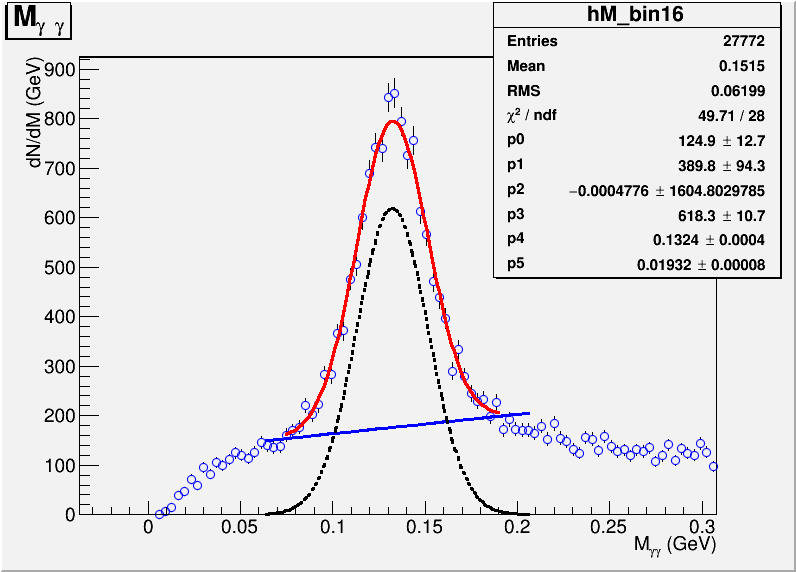 Mγ γ
hM_bin16
Entries 27772
Mean 0.1515
RMS 0.06199
χ² / ndf 49.71 / 28
p0 124.9 ± 12.7
p1 389.8 ± 94.3
p2 −0.0004776 ± 1604.8029785
p3 618.3 ± 10.7
p4 0.1324 ± 0.0004
p5 0.01932 ± 0.00008
dN/dM (GeV)
900
800
700
600
500
400
300
200
100
0
0 0.05 0.1 0.15 0.2 0.25 0.3
Mγγ (GeV)